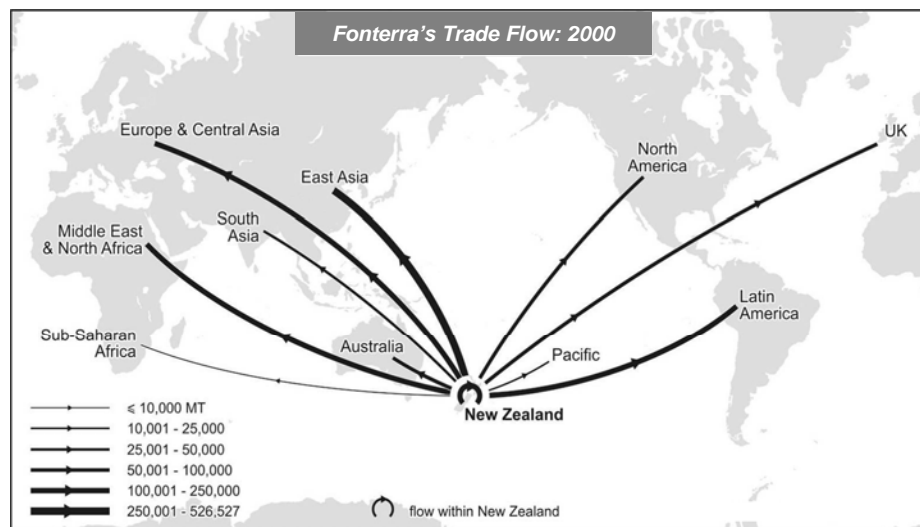 Fonterra's Trade Flow: 2000
Europe & Central Asia
East Asia
North
America
UK
South
Asia
Middle East
& North Africa
Latin
America
Sub-Saharan
Africa
Australia
Pacific
New Zealand
⩽ 10,000 MT
10,001 - 25,000
25,001 - 50,000
50,001 - 100,000
100,001 - 250,000
250,001 - 526,527
flow within New Zealand